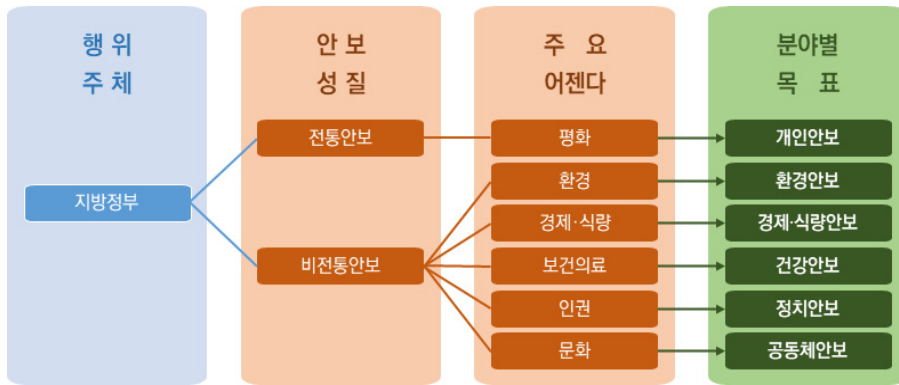 행 위
주 체
안 보
성 질
주 요
어젠다
분야별
목 표
지방정부
전통안보
비전통안보
평화
환경
경제·식량
보건의료
인권
문화
개인안보
환경안보
경제·식량안보
건강안보
정치안보
공동체안보